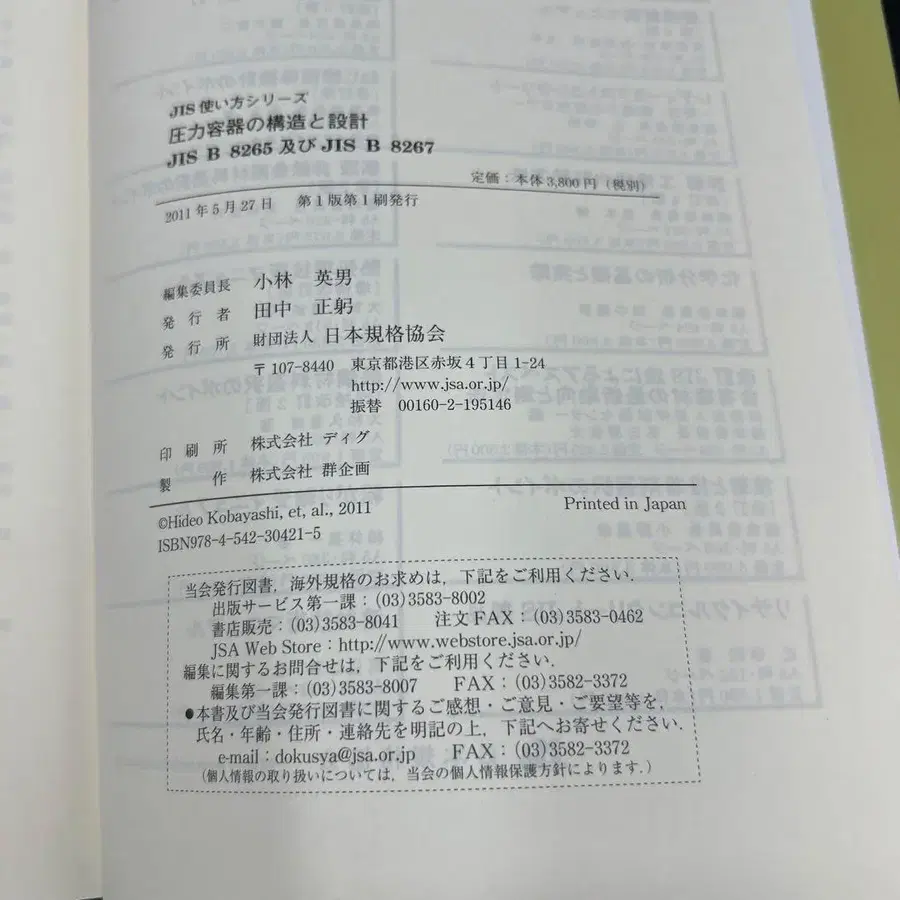 JIS 使い方シリーズ
圧力容器の構造と設計
JIS B 8265 及び JIS B 8267
定価：本体 3,800 円（税別）
2011 年 5 月 27 日 第 1 版第 1 刷発行
編集委員長 小林 英男
発行者 田中 正躬
発行所 財団法人 日本規格協会
〒107-8440 東京都港区赤坂 4 丁目 1-24
http://www.jsa.or.jp/
振替 00160-2-195146
印刷所 株式会社 ディグ
製作 株式会社 群企画
©Hideo Kobayashi, et, al., 2011
Printed in Japan
ISBN978-4-542-30421-5
当会発行図書，海外規格のお求めは，下記をご利用ください．
出版サービス第一課：(03)3583-8002
書店販売：(03)3583-8041 注文 FAX：(03)3583-0462
JSA Web Store：http://www.webstore.jsa.or.jp/
編集に関するお問合せは，下記をご利用ください．
編集第一課：(03)3583-8007 FAX：(03)3582-3372
●本書及び当会発行図書に関するご感想・ご意見・ご要望等を，
氏名・年齢・住所・連絡先を明記の上，下記へお寄せください．
e-mail：dokusya@jsa.or.jp FAX：(03)3582-3372
（個人情報の取り扱いについては，当会の個人情報保護方針によります．）